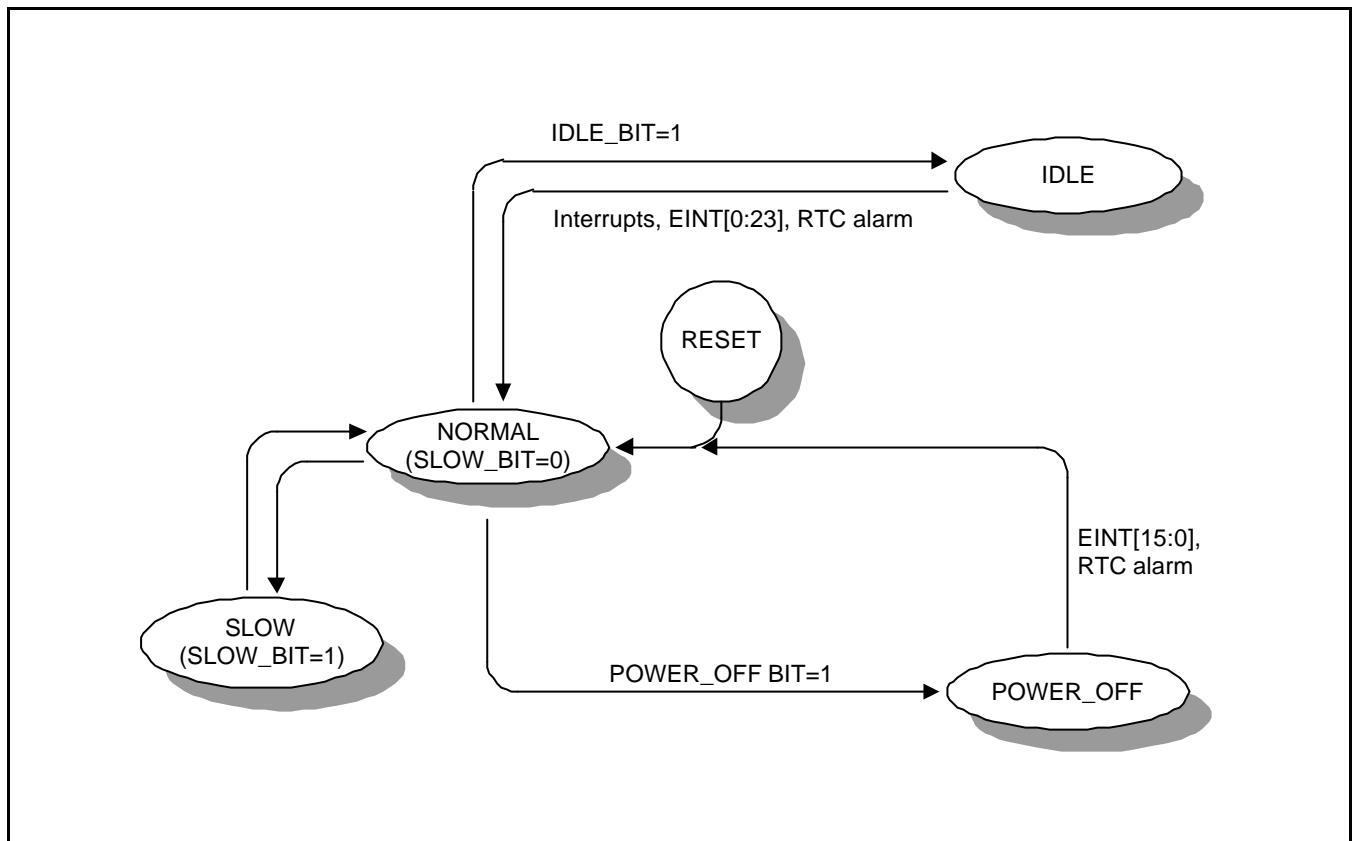 IDLE_BIT=1
IDLE
Interrupts, EINT[0:23], RTC alarm
RESET
NORMAL
(SLOW_BIT=0)
EINT[15:0],
RTC alarm
SLOW
(SLOW_BIT=1)
POWER_OFF BIT=1
POWER_OFF